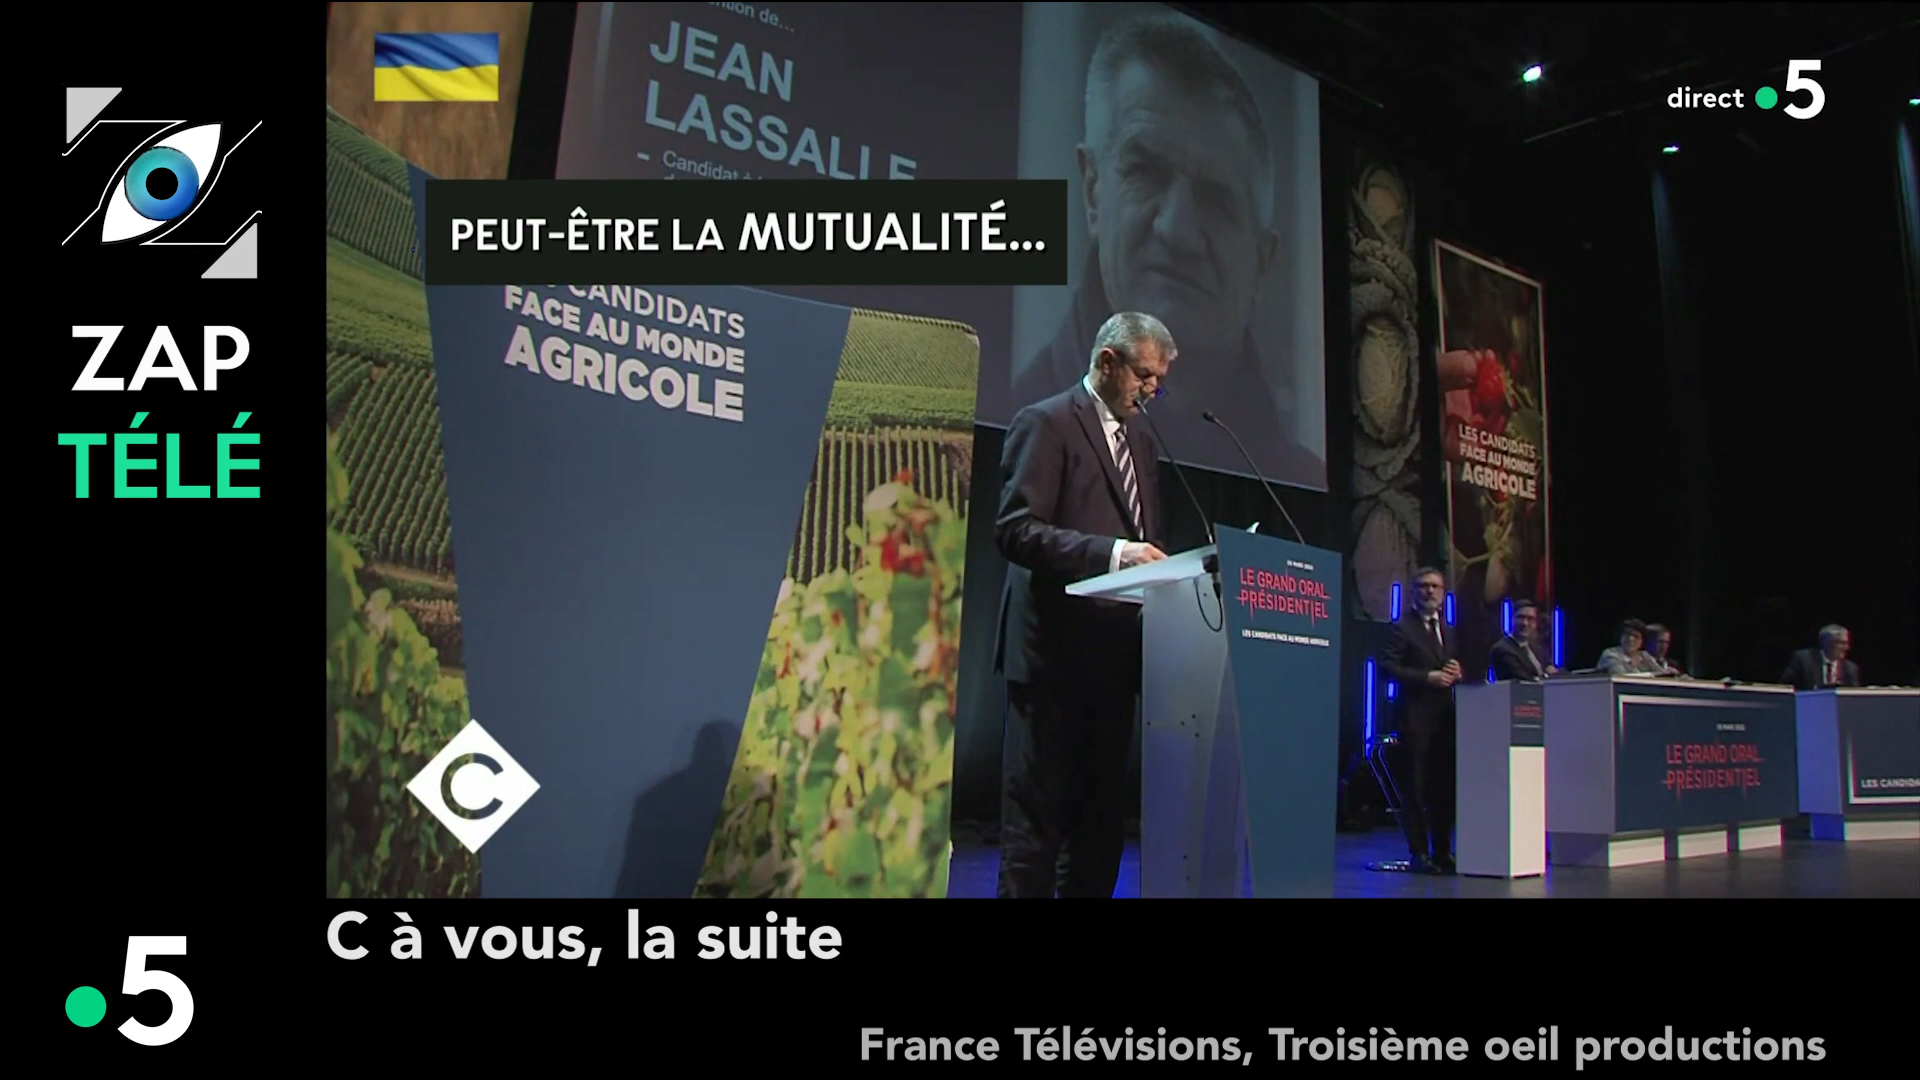 ZAP
TÉLÉ
5
JEAN
LASSALLE
direct 5
PEUT-ÊTRE LA MUTUALITÉ...
CANDIDATS
FACE AU MONDE
AGRICOLE
LES CANDIDATS
FACE AU MONDE
AGRICOLE
LE GRAND ORAL
PRÉSIDENTIEL
LES CANDIDATS FACE AU MONDE AGRICOLE
LE GRAND ORAL
PRÉSIDENTIEL
C
C à vous, la suite
France Télévisions, Troisième oeil productions